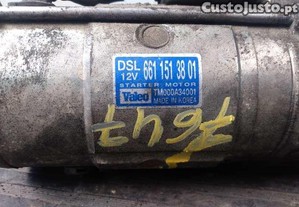 CustoJusto.pt
DSL 661 151 38 01
12V
STARTER MOTOR
Valeo TM000A34001
MADE IN KOREA
7647